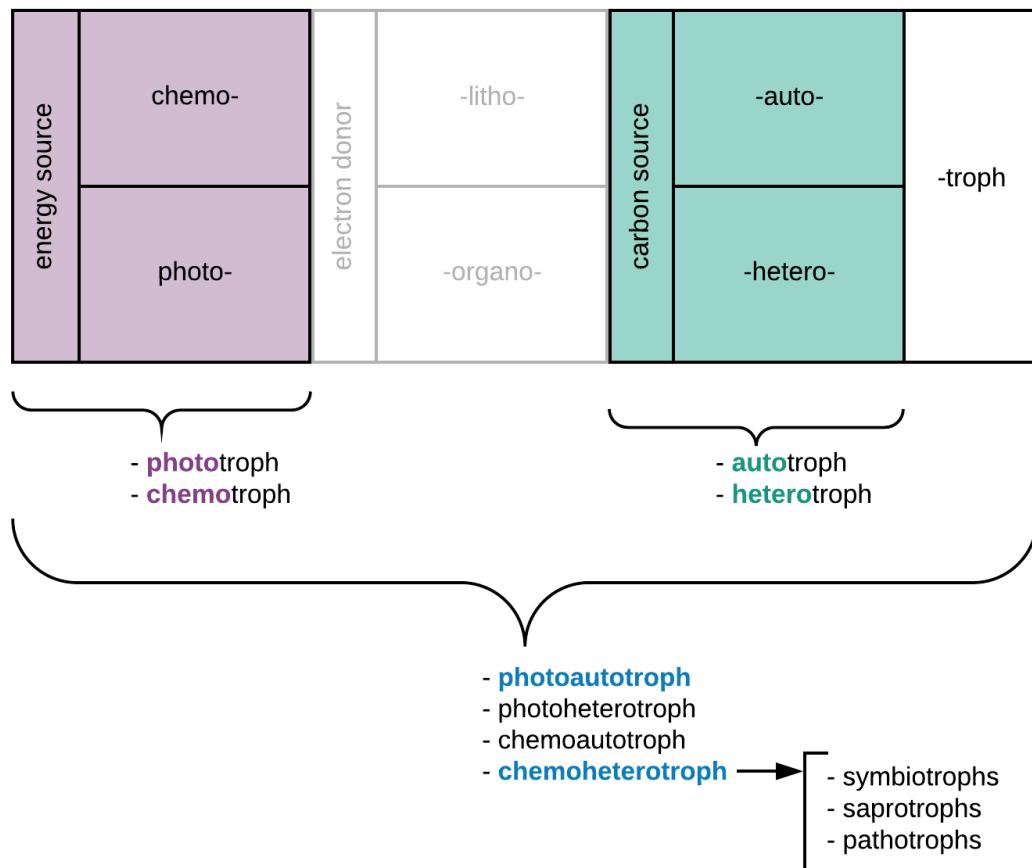 energy source
chemo-
photo-
electron donor
-litho-
-organo-
carbon source
-auto-
-hetero-
-troph
- phototroph
- chemotroph
- autotroph
- heterotroph
- photoautotroph
- photoheterotroph
- chemoautotroph
- chemoheterotroph
- symbiotrophs
- saprotrophs
- pathotrophs